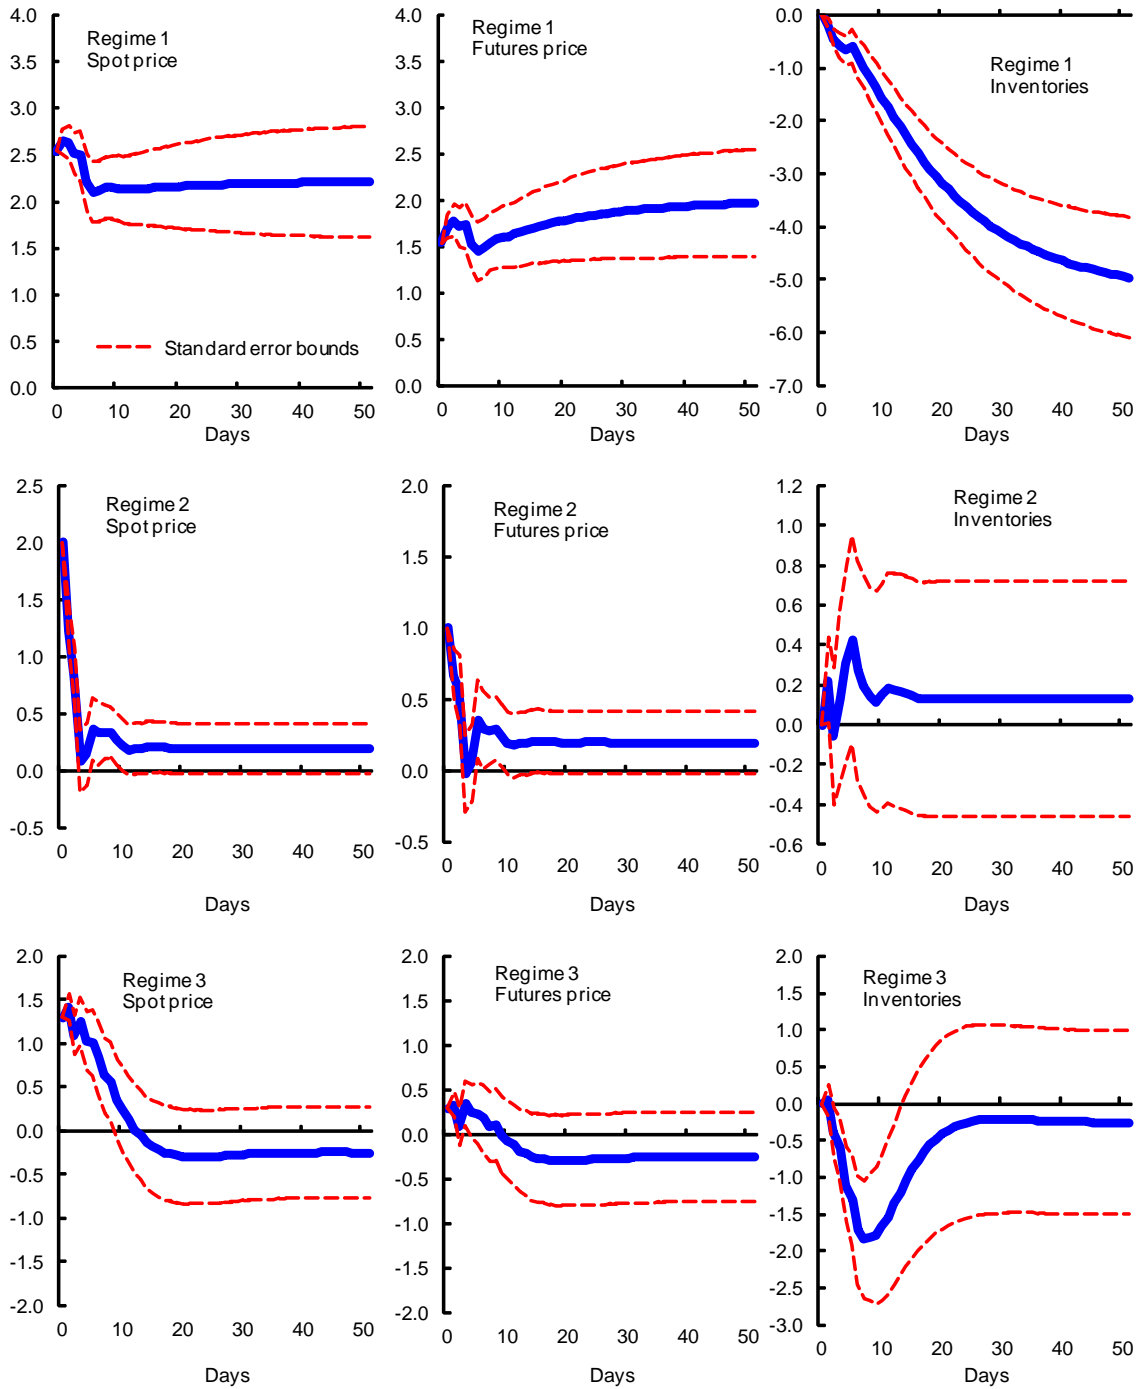 4.0
3.5
3.0
2.5
2.0
1.5
1.0
0.5
0.0
Regime 1
Spot price
Standard error bounds
0 10 20 30 40 50
Days
4.0
3.5
3.0
2.5
2.0
1.5
1.0
0.5
0.0
Regime 1
Futures price
0 10 20 30 40 50
Days
0.0
-1.0
-2.0
-3.0
-4.0
-5.0
-6.0
-7.0
Regime 1
Inventories
0 10 20 30 40 50
Days
2.5
2.0
1.5
1.0
0.5
0.0
-0.5
Regime 2
Spot price
0 10 20 30 40 50
Days
2.0
1.5
1.0
0.5
0.0
-0.5
Regime 2
Futures price
0 10 20 30 40 50
Days
1.2
1.0
0.8
0.6
0.4
0.2
0.0
-0.2
-0.4
-0.6
Regime 2
Inventories
0 10 20 30 40 50
Days
2.0
1.5
1.0
0.5
0.0
-0.5
-1.0
-1.5
-2.0
Regime 3
Spot price
0 10 20 30 40 50
Days
2.0
1.5
1.0
0.5
0.0
-0.5
-1.0
-1.5
-2.0
Regime 3
Futures price
0 10 20 30 40 50
Days
2.0
1.5
1.0
0.5
0.0
-0.5
-1.0
-1.5
-2.0
-2.5
-3.0
Regime 3
Inventories
0 10 20 30 40 50
Days